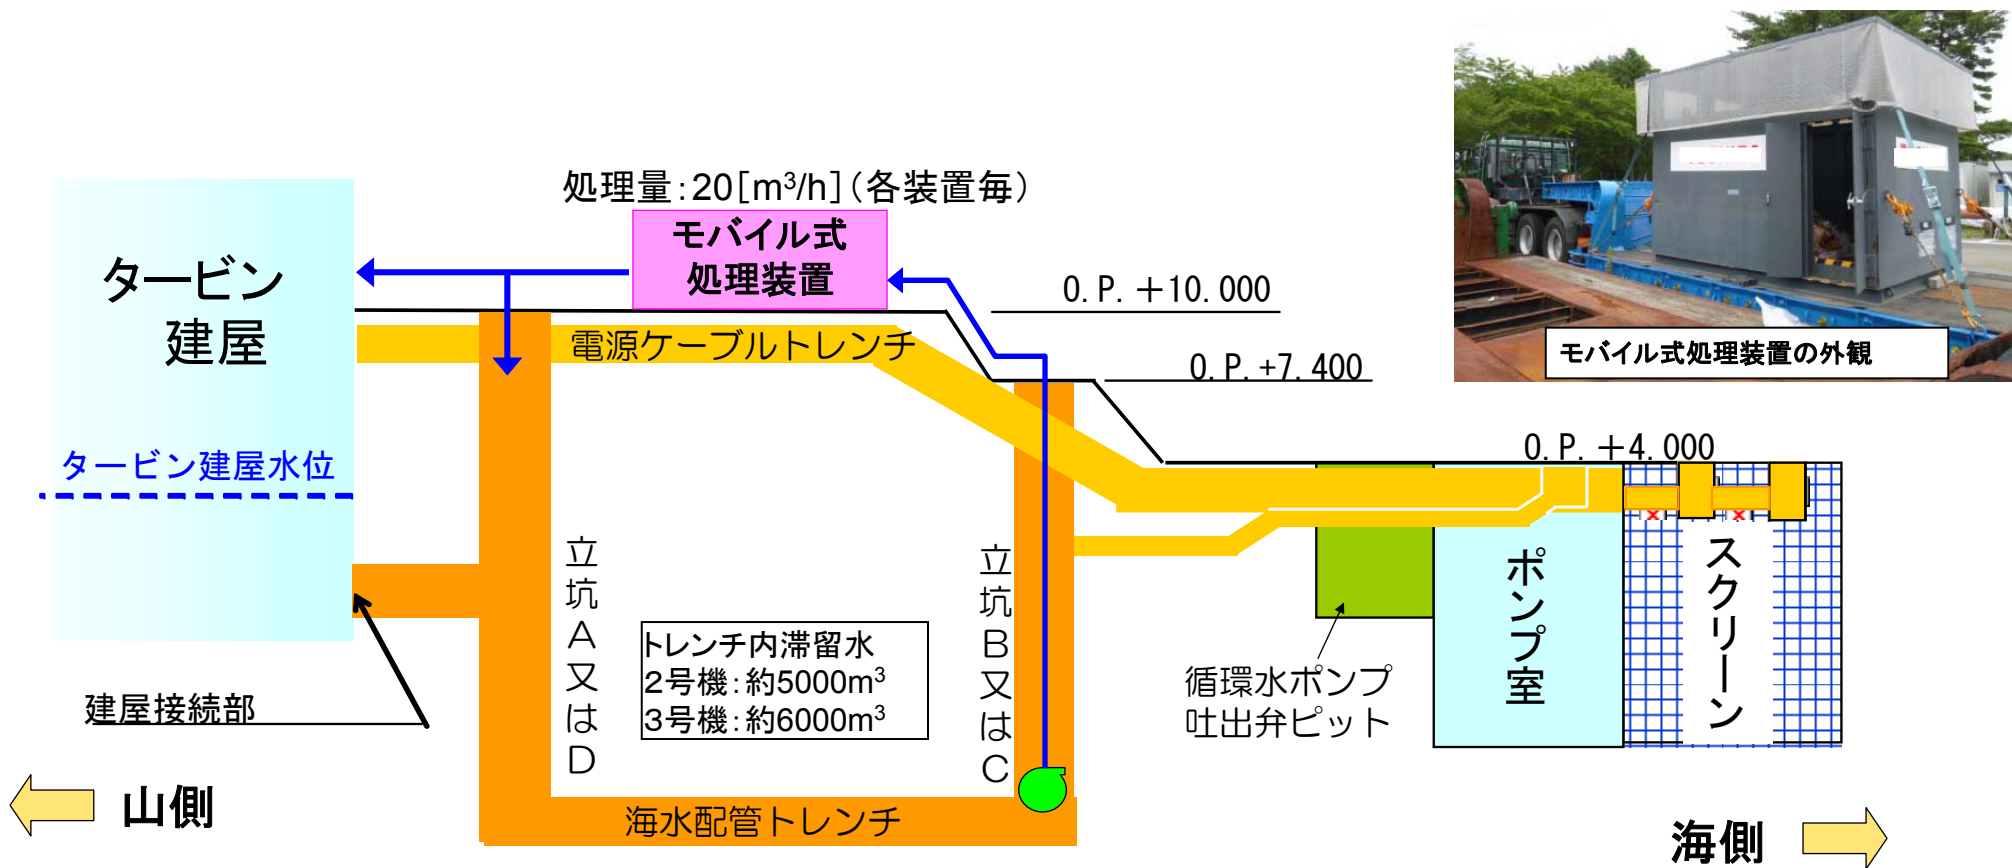 処理量:20[m³/h](各装置毎)
モバイル式
処理装置
タービン
建屋
O.P.+10.000
電源ケーブルトレンチ
O.P.+7.400
モバイル式処理装置の外観
タービン建屋水位
O.P.+4.000
立坑A又はD
立坑B又はC
トレンチ内滞留水
2号機:約5000m³
3号機:約6000m³
建屋接続部
循環水ポンプ
吐出弁ピット
ポンプ室
スクリーン
海水配管トレンチ
山側
海側